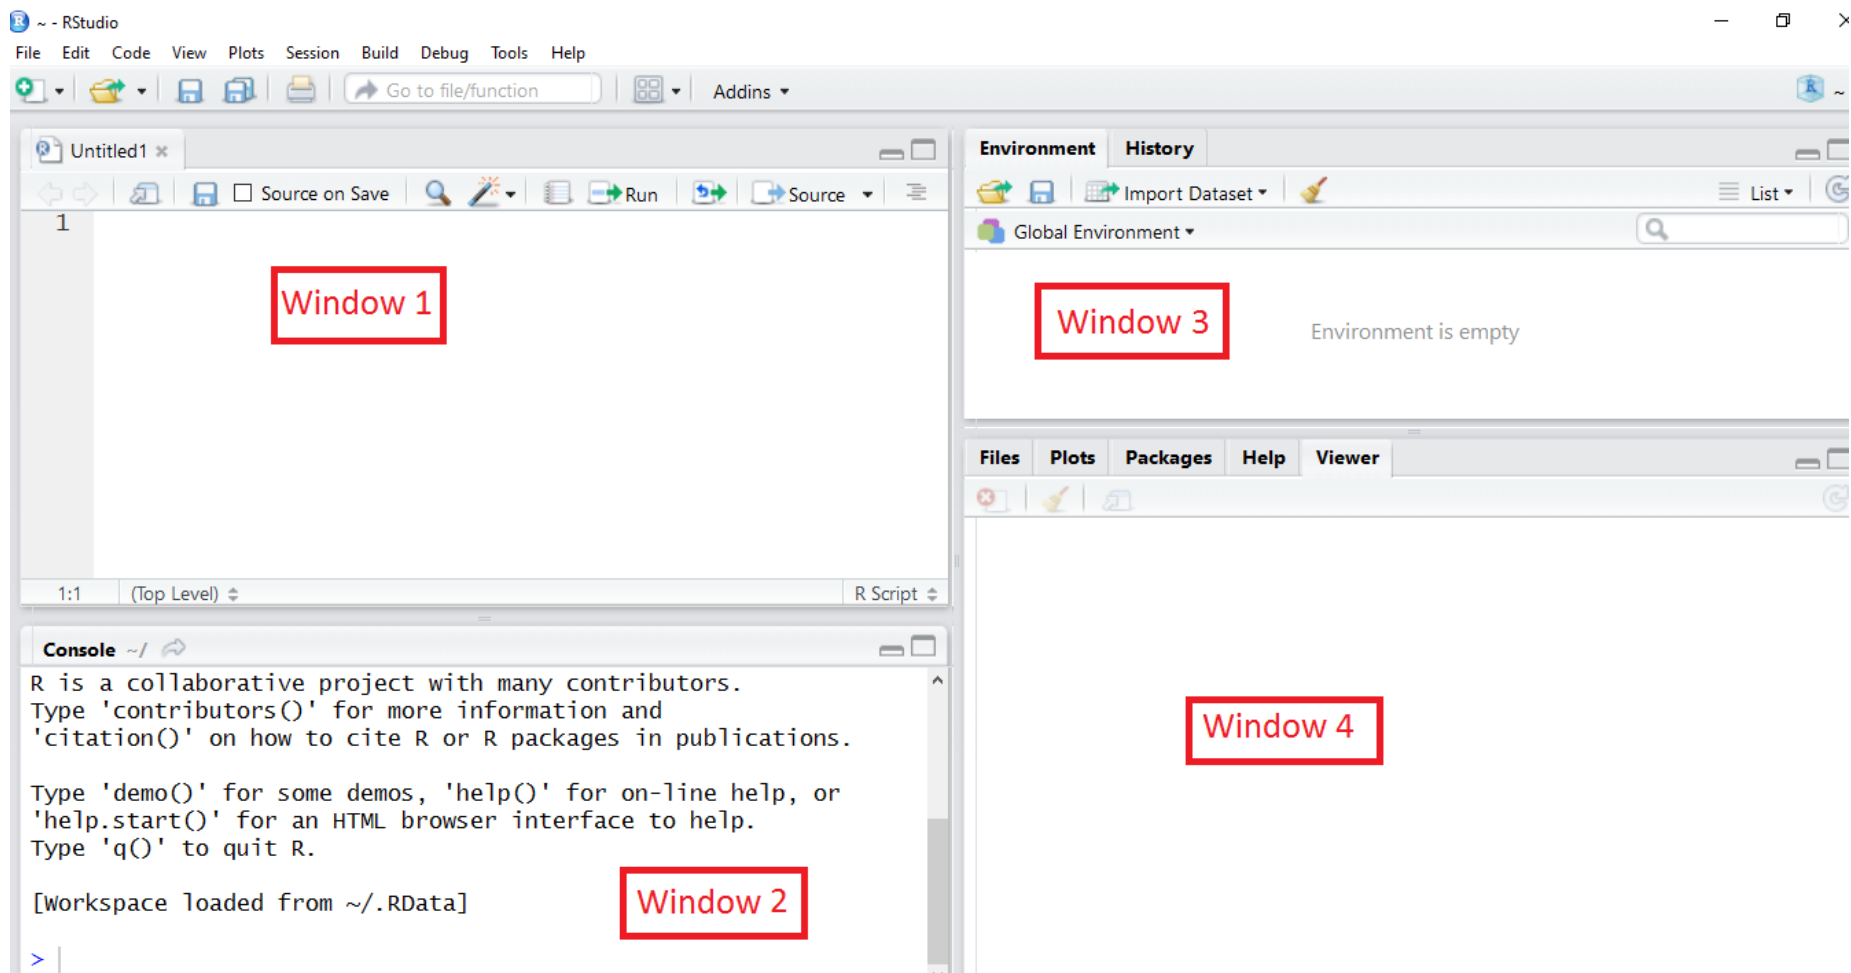 ~ - RStudio
File Edit Code View Plots Session Build Debug Tools Help
Go to file/function Addins ~
Untitled1
Source on Save Run Source
1
Window 1
1:1 (Top Level) R Script
Console ~/
R is a collaborative project with many contributors.
Type 'contributors()' for more information and
'citation()' on how to cite R or R packages in publications.
Type 'demo()' for some demos, 'help()' for on-line help, or
'help.start()' for an HTML browser interface to help.
Type 'q()' to quit R.
[Workspace loaded from ~/.RData]
>
Window 2
Environment History
Import Dataset List
Global Environment
Window 3
Environment is empty
Files Plots Packages Help Viewer
Window 4